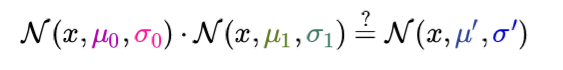 𝒩(x, μ₀, σ₀) · 𝒩(x, μ₁, σ₁) ≟ 𝒩(x, μ′, σ′)